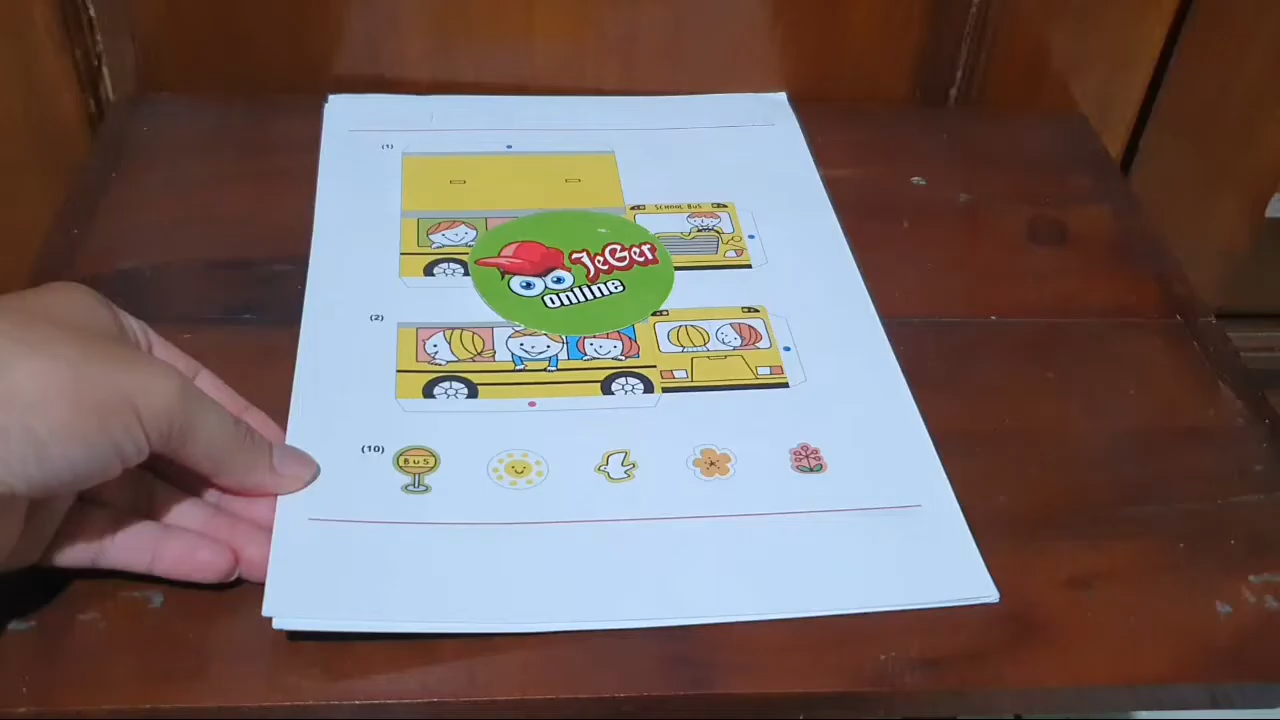 (1)
SCHOOL BUS
JeGer
online
(2)
(10)
BUS